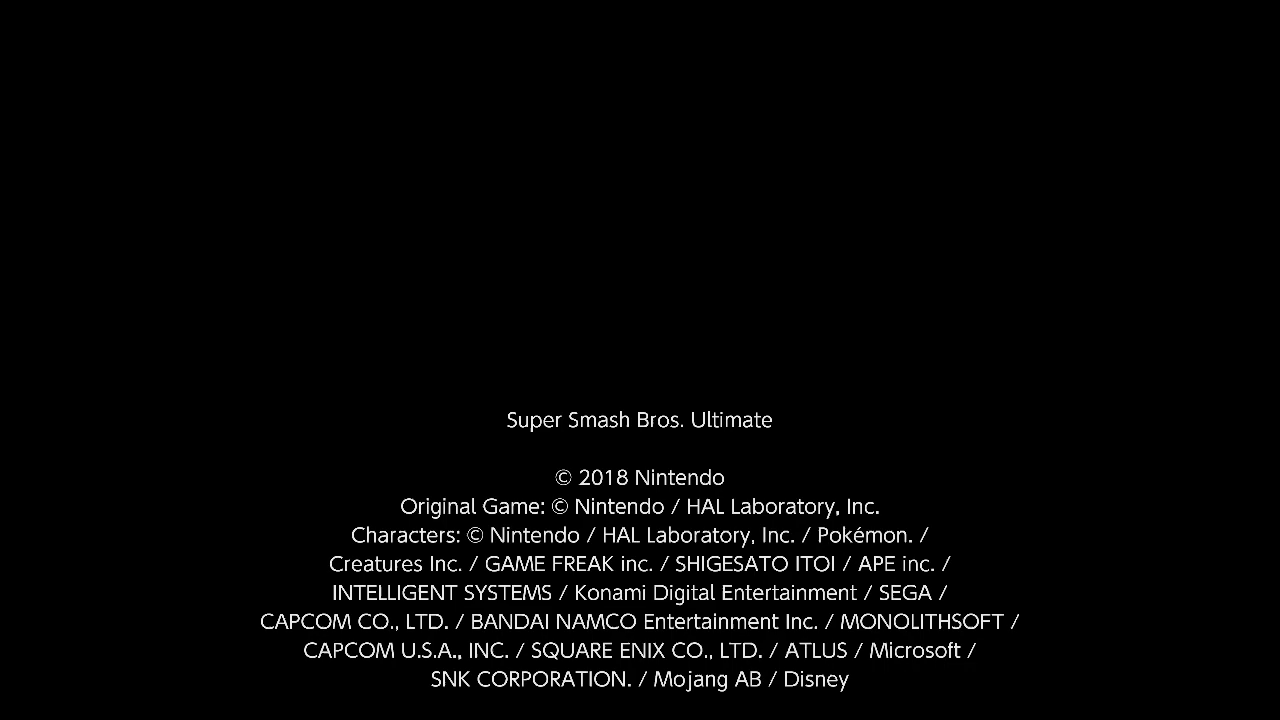 Super Smash Bros. Ultimate
© 2018 Nintendo
Original Game: © Nintendo / HAL Laboratory, Inc.
Characters: © Nintendo / HAL Laboratory, Inc. / Pokémon. /
Creatures Inc. / GAME FREAK inc. / SHIGESATO ITOI / APE inc. /
INTELLIGENT SYSTEMS / Konami Digital Entertainment / SEGA /
CAPCOM CO., LTD. / BANDAI NAMCO Entertainment Inc. / MONOLITHSOFT /
CAPCOM U.S.A., INC. / SQUARE ENIX CO., LTD. / ATLUS / Microsoft /
SNK CORPORATION. / Mojang AB / Disney